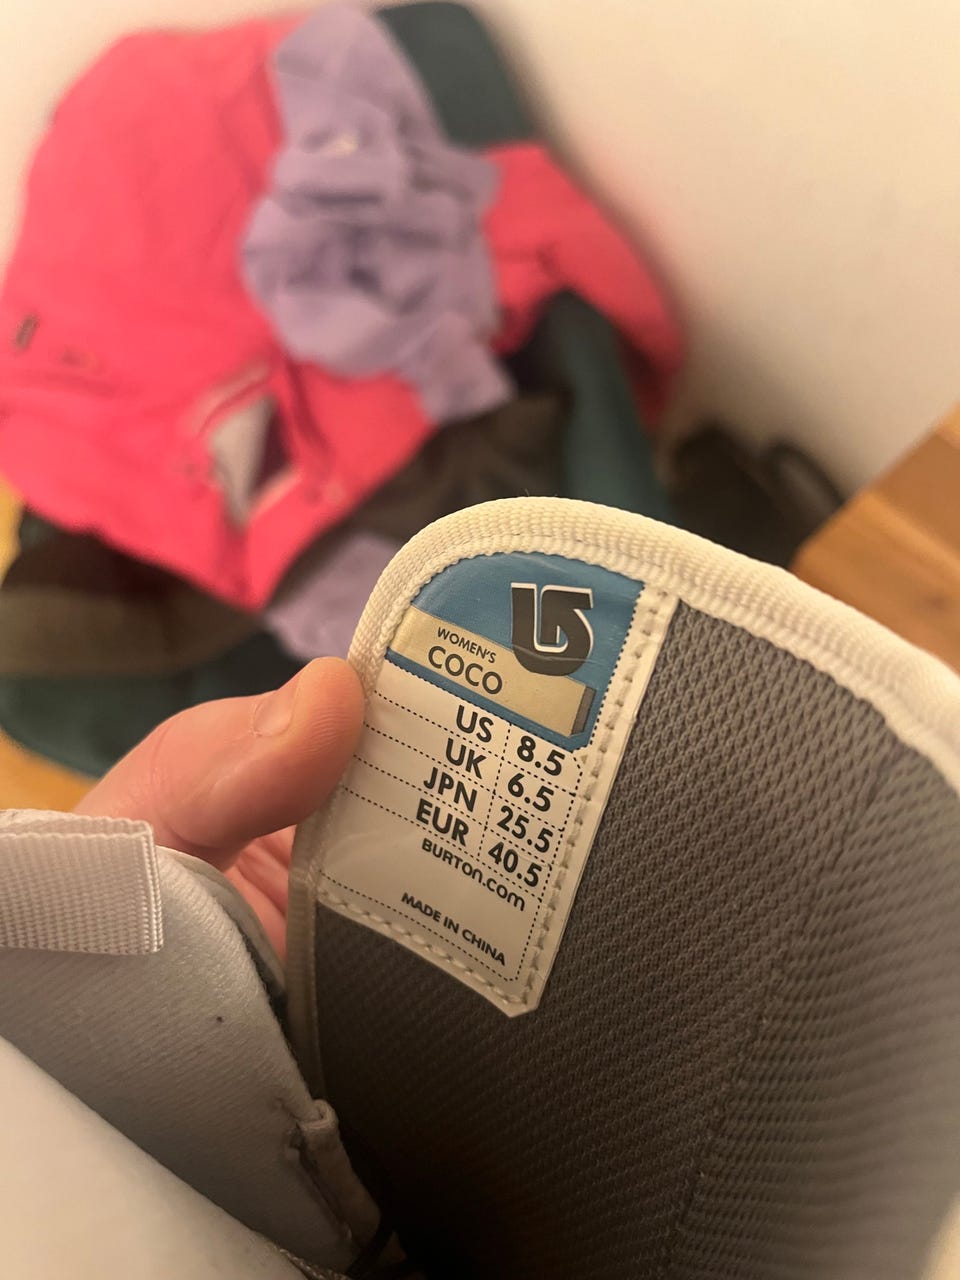 WOMEN'S
COCO
US 8.5
UK 6.5
JPN 25.5
EUR 40.5
BURTON.COM
MADE IN CHINA